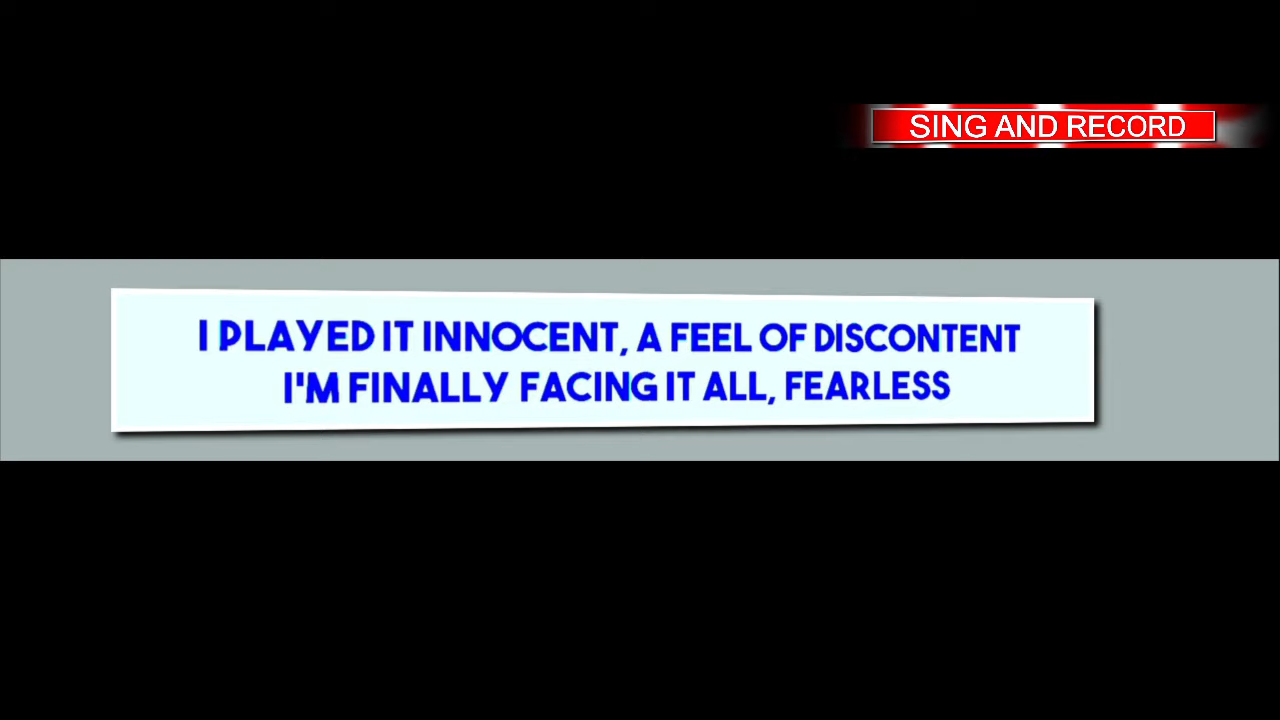 SING AND RECORD
I PLAYED IT INNOCENT, A FEEL OF DISCONTENT
I'M FINALLY FACING IT ALL, FEARLESS